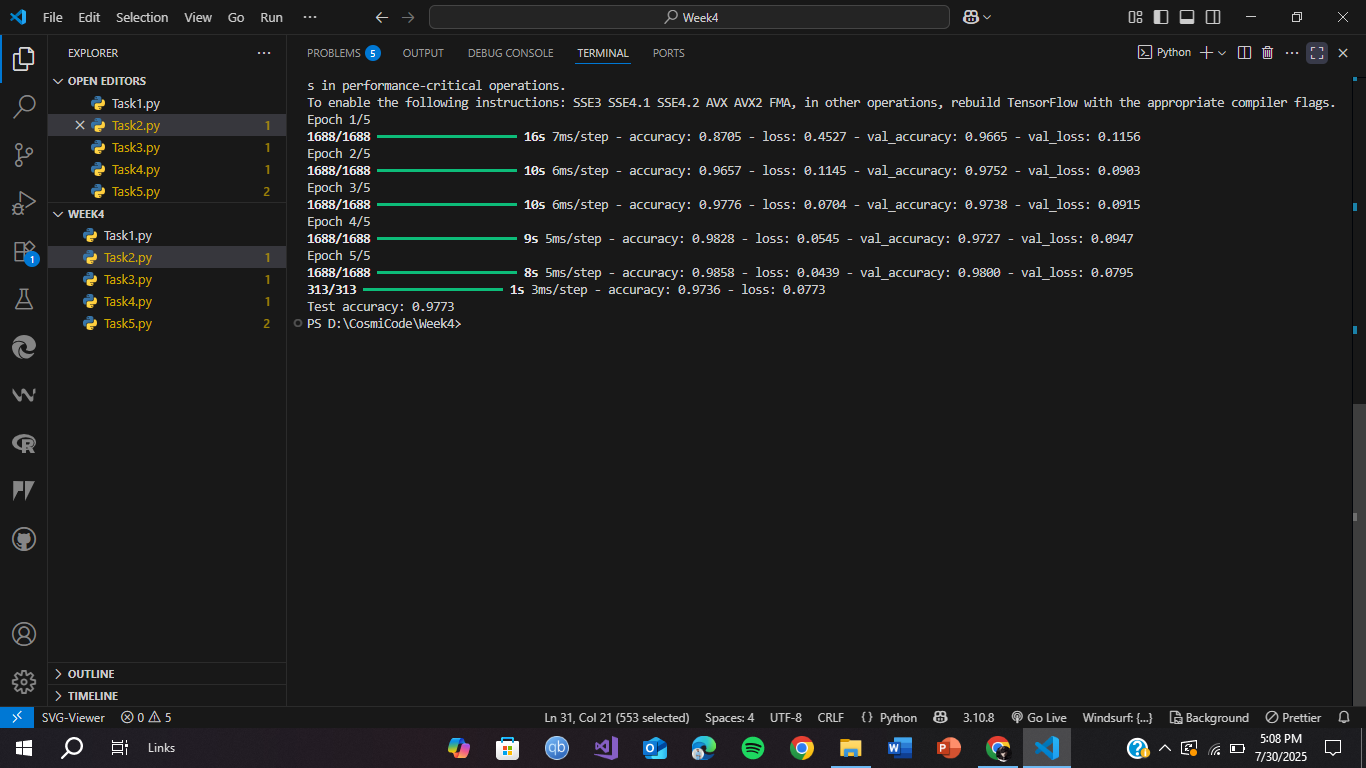 File Edit Selection View Go Run ··· Week4
EXPLORER ···
OPEN EDITORS
Task1.py
Task2.py 1
Task3.py 1
Task4.py 1
Task5.py 2
WEEK4
Task1.py
Task2.py 1
Task3.py 1
Task4.py 1
Task5.py 2
OUTLINE
TIMELINE
1
PROBLEMS 5 OUTPUT DEBUG CONSOLE TERMINAL PORTS Python
s in performance-critical operations.
To enable the following instructions: SSE3 SSE4.1 SSE4.2 AVX AVX2 FMA, in other operations, rebuild TensorFlow with the appropriate compiler flags.
Epoch 1/5
1688/1688 16s 7ms/step - accuracy: 0.8705 - loss: 0.4527 - val_accuracy: 0.9665 - val_loss: 0.1156
Epoch 2/5
1688/1688 10s 6ms/step - accuracy: 0.9657 - loss: 0.1145 - val_accuracy: 0.9752 - val_loss: 0.0903
Epoch 3/5
1688/1688 10s 6ms/step - accuracy: 0.9776 - loss: 0.0704 - val_accuracy: 0.9738 - val_loss: 0.0915
Epoch 4/5
1688/1688 9s 5ms/step - accuracy: 0.9828 - loss: 0.0545 - val_accuracy: 0.9727 - val_loss: 0.0947
Epoch 5/5
1688/1688 8s 5ms/step - accuracy: 0.9858 - loss: 0.0439 - val_accuracy: 0.9800 - val_loss: 0.0795
313/313 1s 3ms/step - accuracy: 0.9736 - loss: 0.0773
Test accuracy: 0.9773
PS D:\CosmiCode\Week4>
SVG-Viewer 0 5 Ln 31, Col 21 (553 selected) Spaces: 4 UTF-8 CRLF {} Python 3.10.8 Go Live Windsurf: {...} Background Prettier
Links qb 5:08 PM
7/30/2025